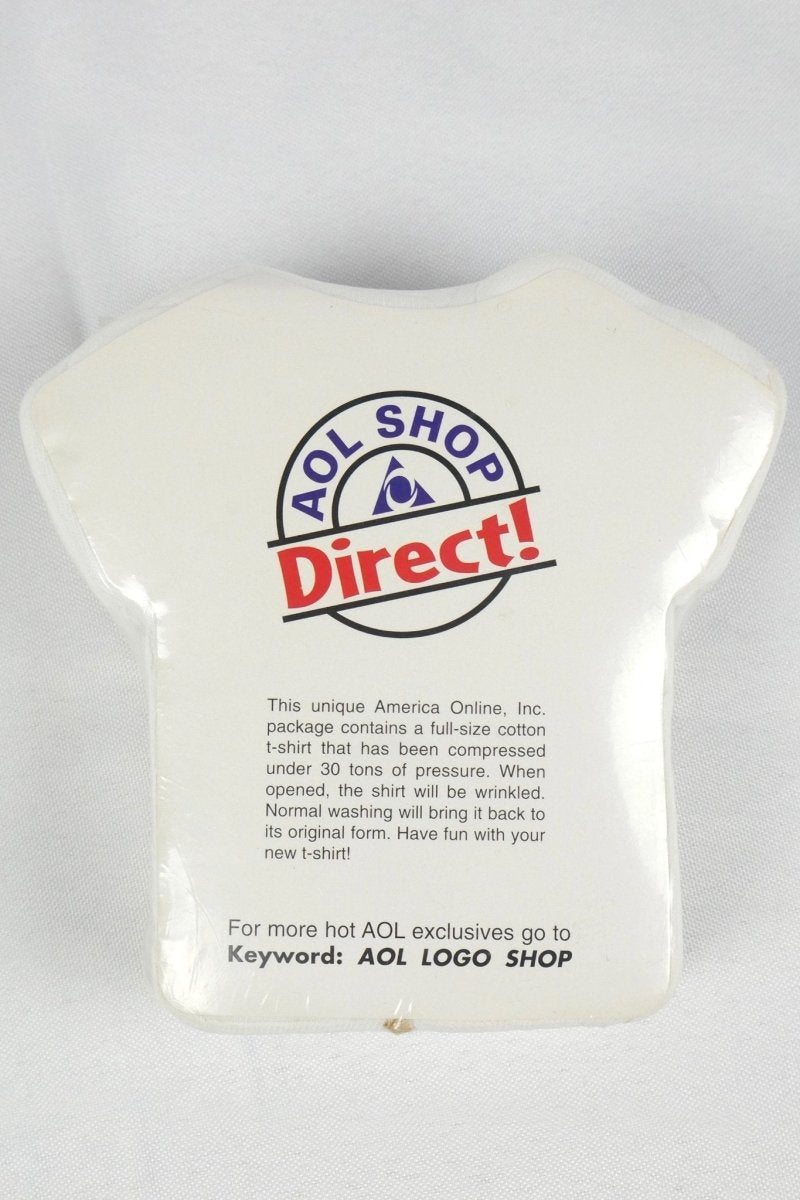 AOL SHOP
Direct!
This unique America Online, Inc.
package contains a full-size cotton
t-shirt that has been compressed
under 30 tons of pressure. When
opened, the shirt will be wrinkled.
Normal washing will bring it back to
its original form. Have fun with your
new t-shirt!
For more hot AOL exclusives go to
Keyword: AOL LOGO SHOP